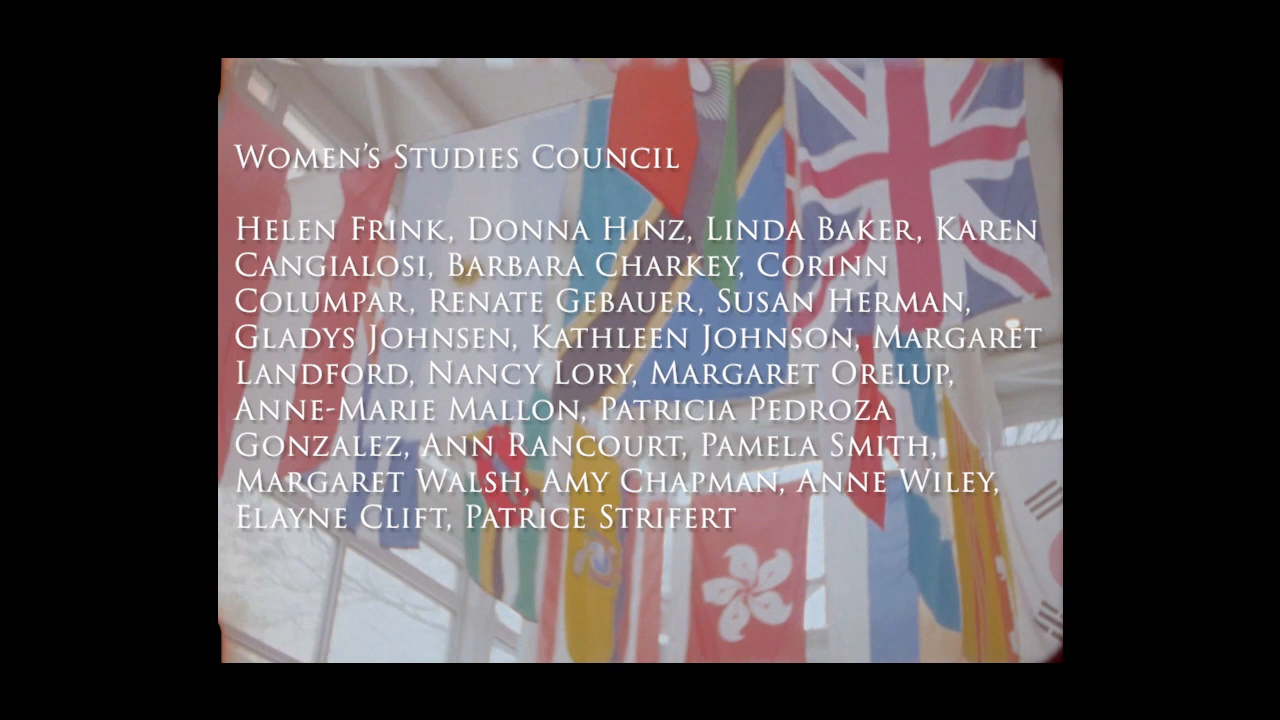 Women's Studies Council
Helen Frink, Donna Hinz, Linda Baker, Karen
Cangialosi, Barbara Charkey, Corinn
Columpar, Renate Gebauer, Susan Herman,
Gladys Johnsen, Kathleen Johnson, Margaret
Landford, Nancy Lory, Margaret Orelup,
Anne-Marie Mallon, Patricia Pedroza
Gonzalez, Ann Rancourt, Pamela Smith,
Margaret Walsh, Amy Chapman, Anne Wiley,
Elayne Clift, Patrice Strifert